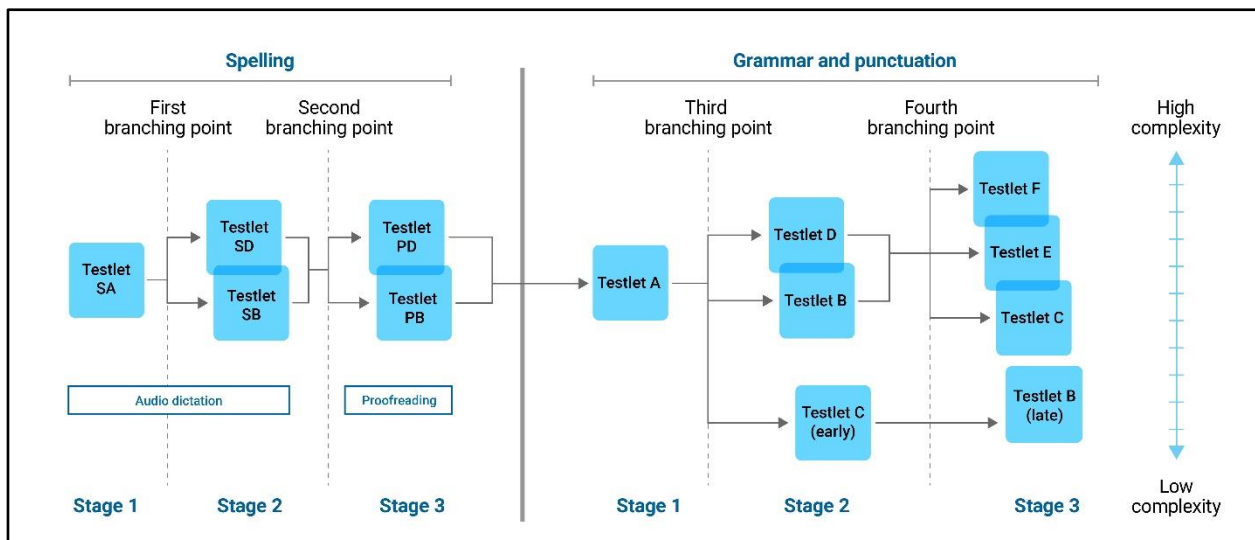 Spelling
Grammar and punctuation
First
branching point
Second
branching point
Third
branching point
Fourth
branching point
High
complexity
Testlet
SA
Testlet
SD
Testlet
SB
Testlet
PD
Testlet
PB
Testlet A
Testlet D
Testlet B
Testlet C
(early)
Testlet F
Testlet E
Testlet C
Testlet B
(late)
Audio dictation
Proofreading
Stage 1
Stage 2
Stage 3
Stage 1
Stage 2
Stage 3
Low
complexity